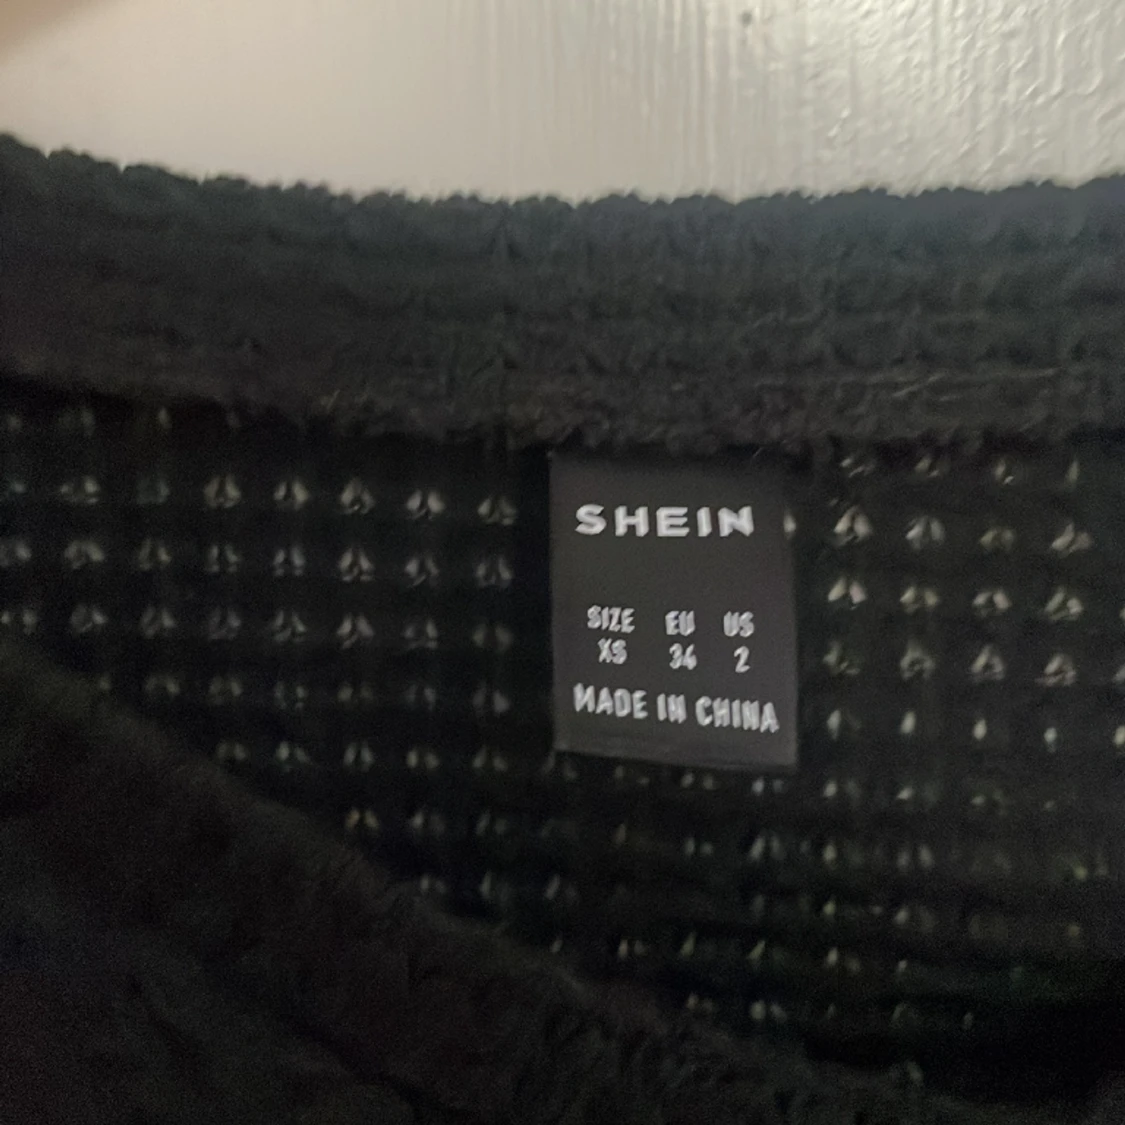 SHEIN
SIZE EU US
XS 34 2
MADE IN CHINA